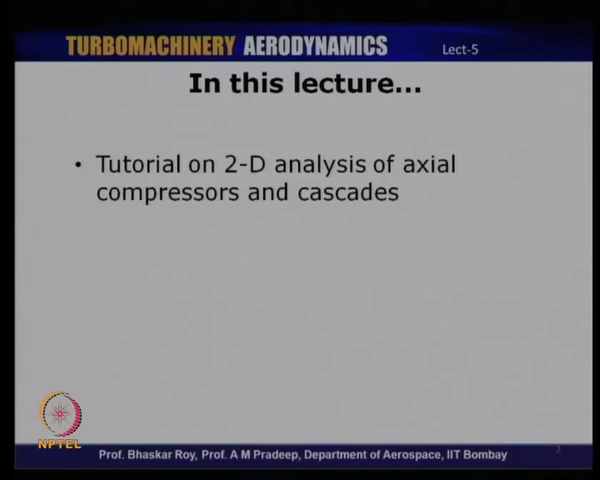 TURBOMACHINERY AERODYNAMICS Lect-5
In this lecture...
• Tutorial on 2-D analysis of axial
compressors and cascades
NPTEL
Prof. Bhaskar Roy, Prof. A M Pradeep, Department of Aerospace, IIT Bombay
2